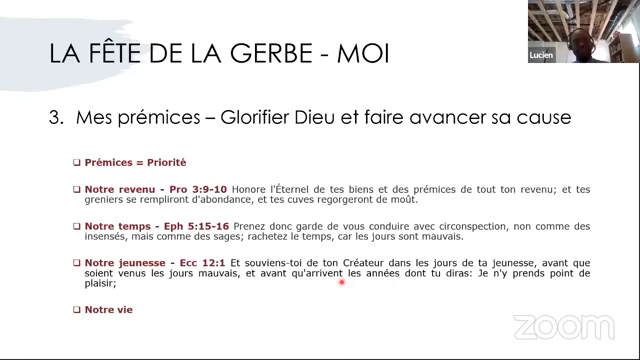 LA FÊTE DE LA GERBE - MOI
Lucien
3. Mes prémices – Glorifier Dieu et faire avancer sa cause
Prémices = Priorité
Notre revenu - Pro 3:9-10 Honore l'Éternel de tes biens et des prémices de tout ton revenu; et tes
greniers se rempliront d'abondance, et tes cuves regorgeront de moût.
Notre temps - Eph 5:15-16 Prenez donc garde de vous conduire avec circonspection, non comme des
insensés, mais comme des sages; rachetez le temps, car les jours sont mauvais.
Notre jeunesse - Ecc 12:1 Et souviens-toi de ton Créateur dans les jours de ta jeunesse, avant que
soient venus les jours mauvais, et avant qu'arrivent les années dont tu diras: Je n'y prends point de
plaisir;
Notre vie
zoom